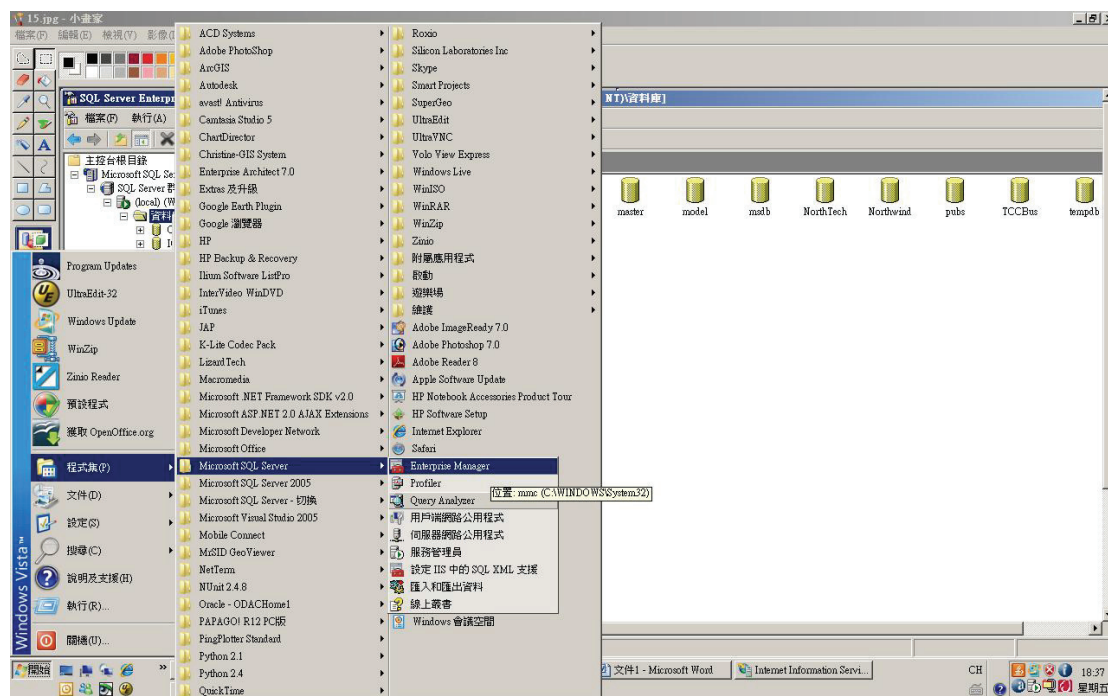 15.jpg - 小畫家
檔案(F) 編輯(E) 檢視(V) 影像(I
SQL Server Enterpr
NT)\資料庫]
檔案(F) 執行(A)
主控台根目錄
Microsoft SQL Se
SQL Server 群
(local) (W
資料
master
model
msdb
NorthTech
Northwind
pubs
TCCBus
tempdb
Program Updates
UltraEdit-32
Windows Update
WinZip
Zinio Reader
預設程式
獲取 OpenOffice.org
程式集(P)
文件(D)
設定(S)
搜尋(C)
說明及支援(H)
執行(R)...
關機(U)...
Windows Vista™
ACD Systems
Adobe PhotoShop
ArcGIS
Autodesk
avast! Antivirus
Camtasia Studio 5
ChartDirector
Christine-GIS System
Enterprise Architect 7.0
Extras 及升級
Google Earth Plugin
Google 瀏覽器
HP
HP Backup & Recovery
Ilium Software ListPro
InterVideo WinDVD
iTunes
JAP
K-Lite Codec Pack
LizardTech
Macromedia
Microsoft .NET Framework SDK v2.0
Microsoft ASP.NET 2.0 AJAX Extensions
Microsoft Developer Network
Microsoft Office
Microsoft SQL Server
Microsoft SQL Server 2005
Microsoft SQL Server - 切換
Microsoft Visual Studio 2005
Mobile Connect
MrSID GeoViewer
NetTerm
NUnit 2.4.8
Oracle - ODACHome1
PAPAGO! R12 PC版
PingPlotter Standard
Python 2.1
Python 2.4
QuickTime
Roxio
Silicon Laboratories Inc
Skype
Smart Projects
SuperGeo
UltraEdit
UltraVNC
Volo View Express
Windows Live
WinISO
WinRAR
WinZip
Zinio
附屬應用程式
啟動
遊樂場
維護
Adobe ImageReady 7.0
Adobe Photoshop 7.0
Adobe Reader 8
Apple Software Update
HP Notebook Accessories Product Tour
HP Software Setup
Internet Explorer
Safari
Enterprise Manager
Profiler
位置: mmc (C:\WINDOWS\System32)
Query Analyzer
用戶端網路公用程式
伺服器網路公用程式
服務管理員
設定 IIS 中的 SQL XML 支援
匯入和匯出資料
線上叢書
Windows 會議空間
開始
文件1 - Microsoft Word
Internet Information Servi...
CH
18:37
星期五